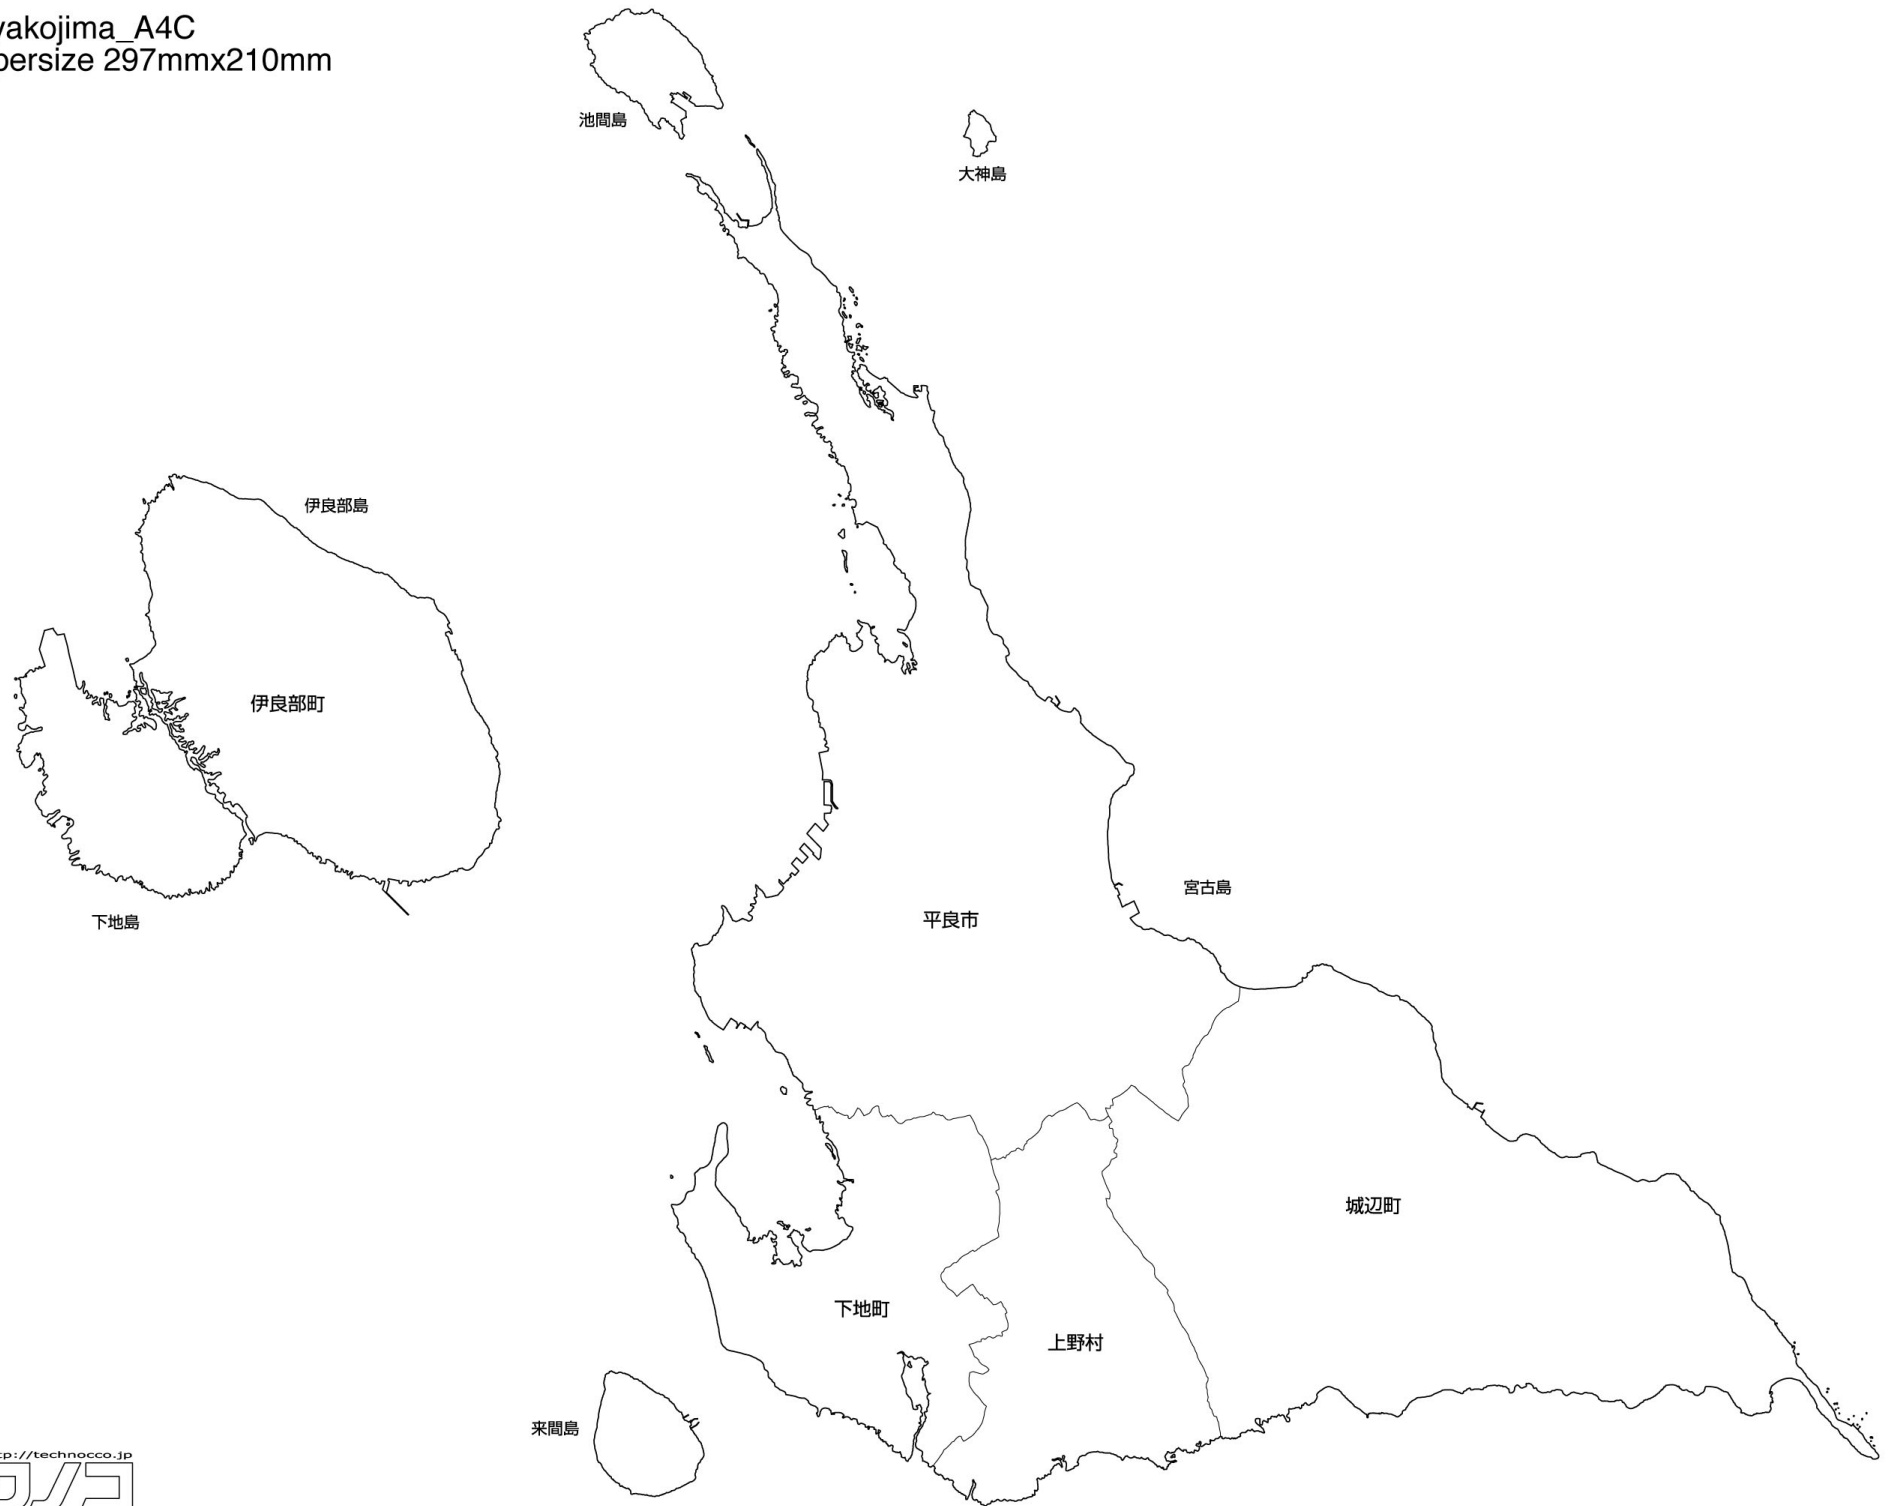 yakojima_A4C
persize 297mmx210mm
池間島
大神島
伊良部島
伊良部町
下地島
宮古島
平良市
城辺町
下地町
上野村
来間島
tp://technocco.jp